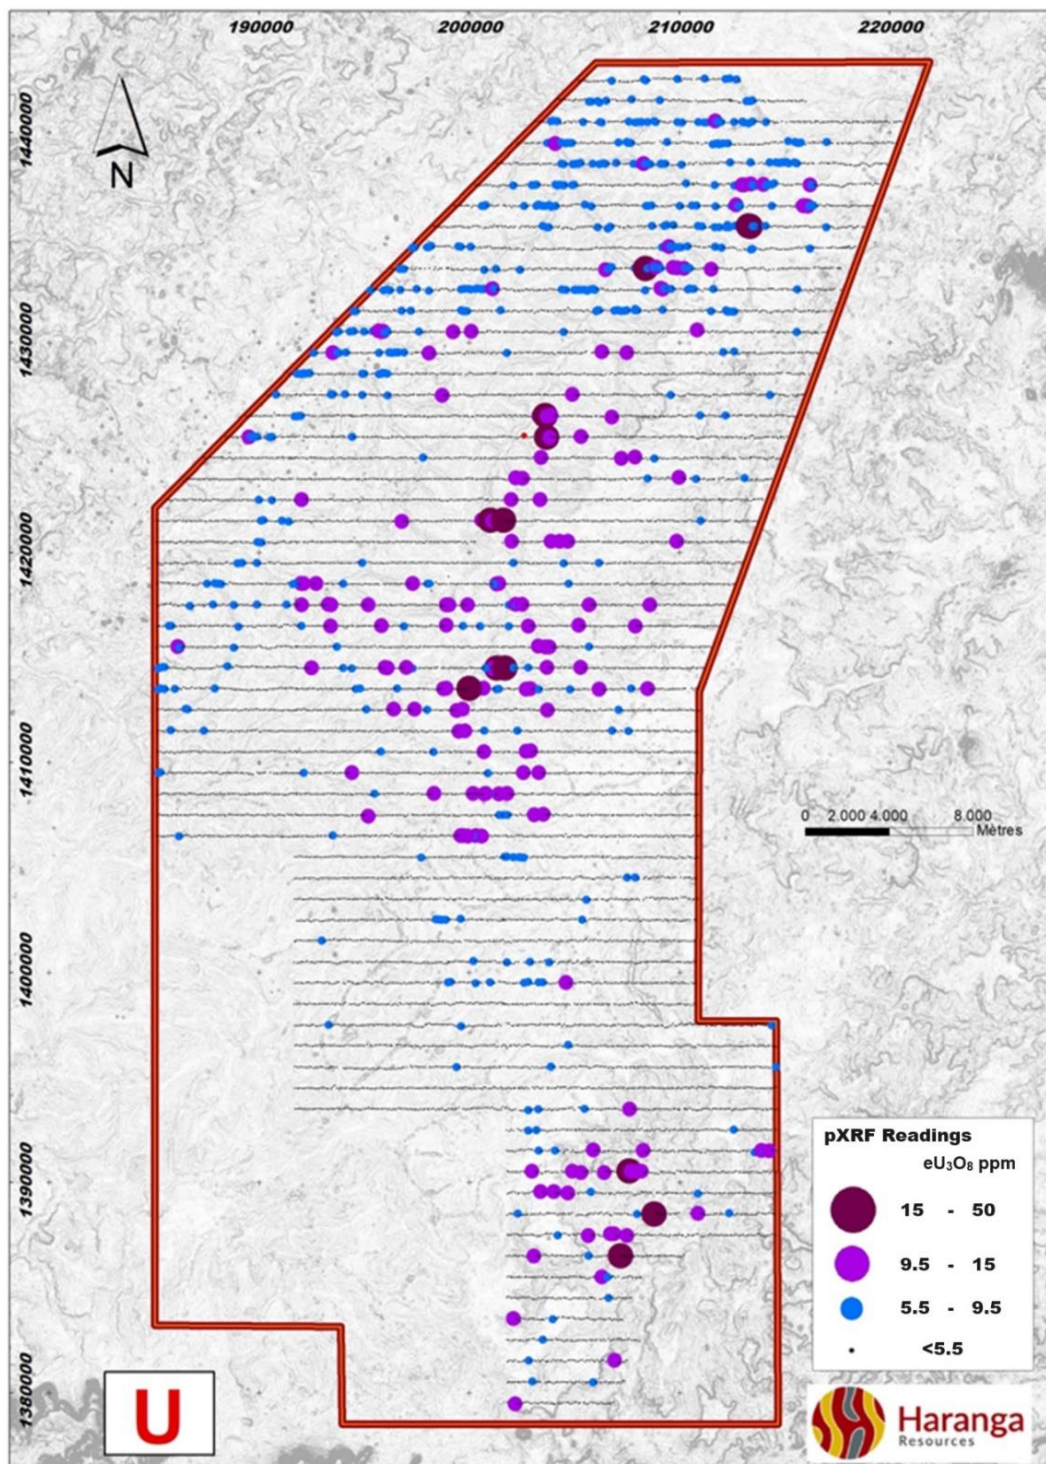 190000 200000 210000 220000
1440000
N
1430000
1420000
1410000
0 2.000 4.000 8.000
Mètres
1400000
1390000
1380000
pXRF Readings
eU₃O₈ ppm
15 - 50
9.5 - 15
5.5 - 9.5
<5.5
U
Haranga
Resources